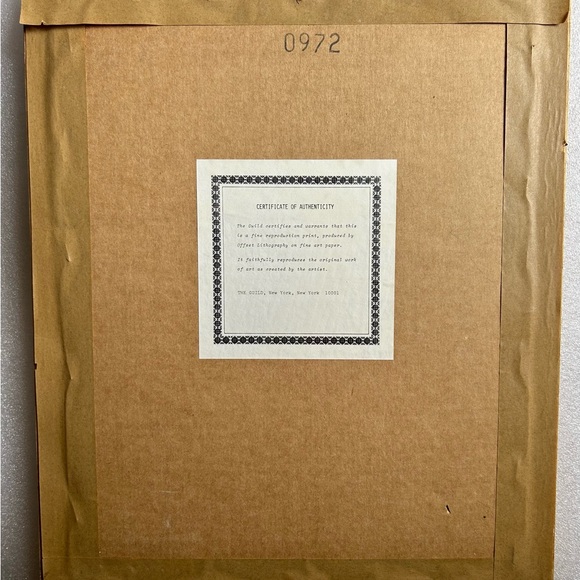 0972
CERTIFICATE OF AUTHENTICITY
The Guild certifies and warrants that this
is a fine reproduction print, produced by
Offset lithography on fine art paper.
It faithfully reproduces the original work
of art as created by the artist.
THE GUILD, New York, New York 10001